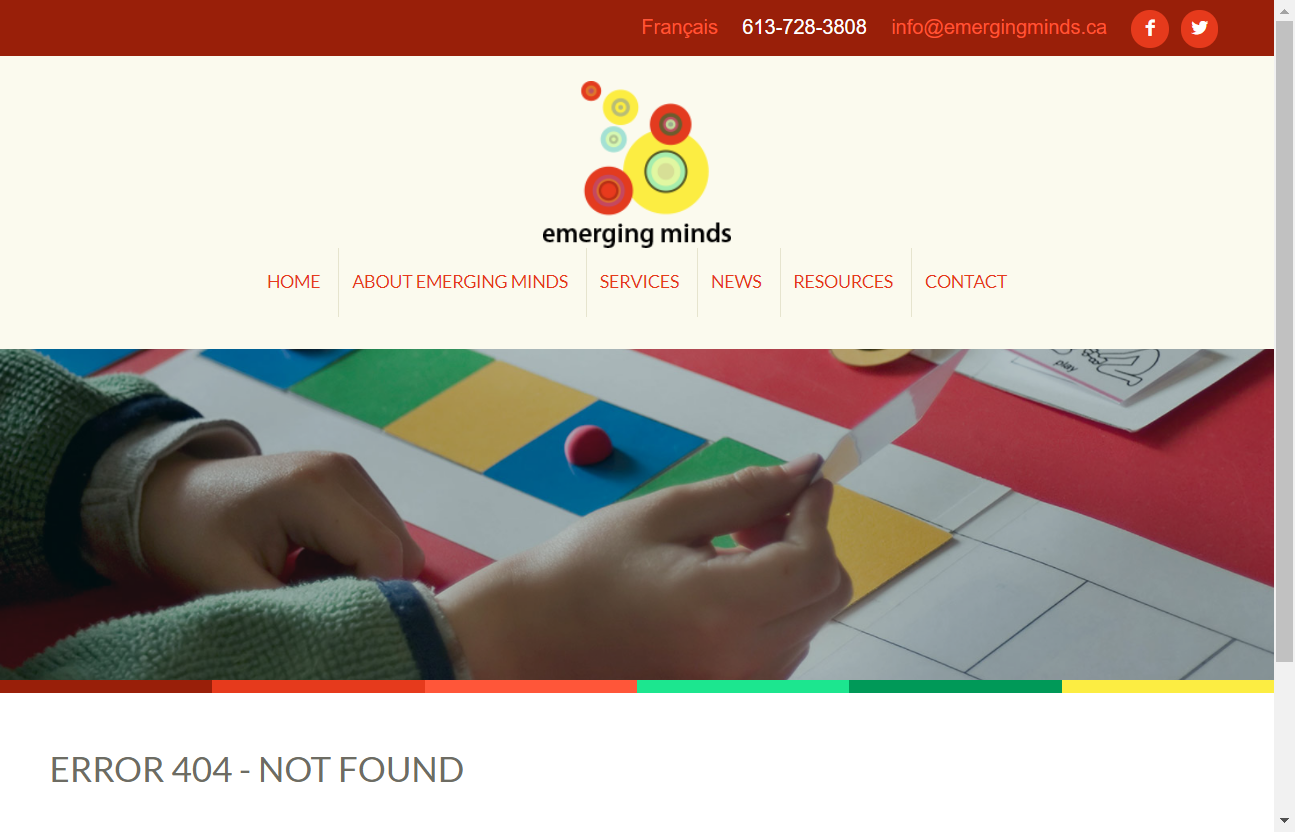 Français 613-728-3808 info@emergingminds.ca
emerging minds
HOME ABOUT EMERGING MINDS SERVICES NEWS RESOURCES CONTACT
play
ERROR 404 - NOT FOUND